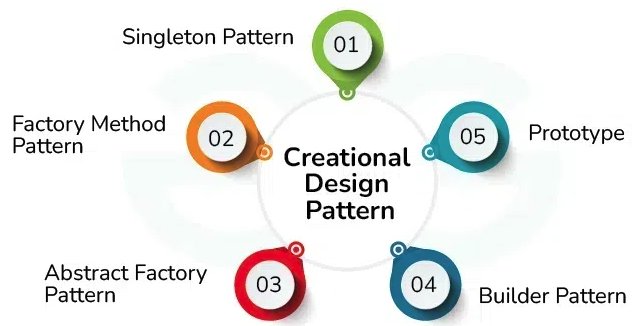 Singleton Pattern
01
Factory Method
Pattern
02
Creational
Design
Pattern
05
Prototype
Abstract Factory
Pattern
03
04
Builder Pattern